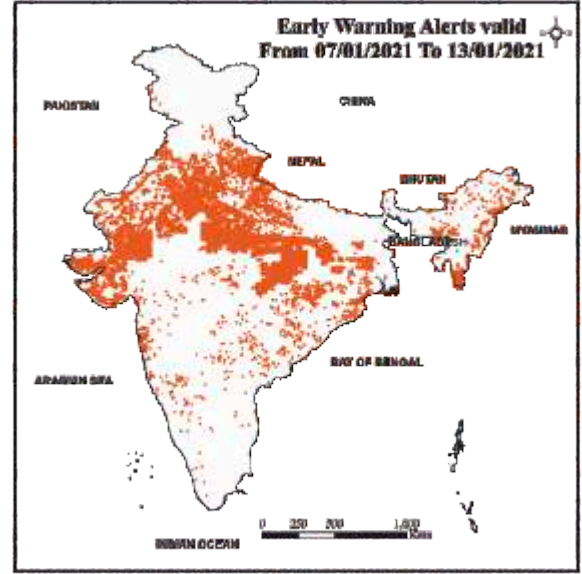 Early Warning Alerts valid
From 07/01/2021 To 13/01/2021
PAKISTAN
CHINA
NEPAL
BHUTAN
BANGLADESH
MYANMAR
BAY OF BENGAL
ARABIAN SEA
0 250 500 1,000
Kms
INDIAN OCEAN